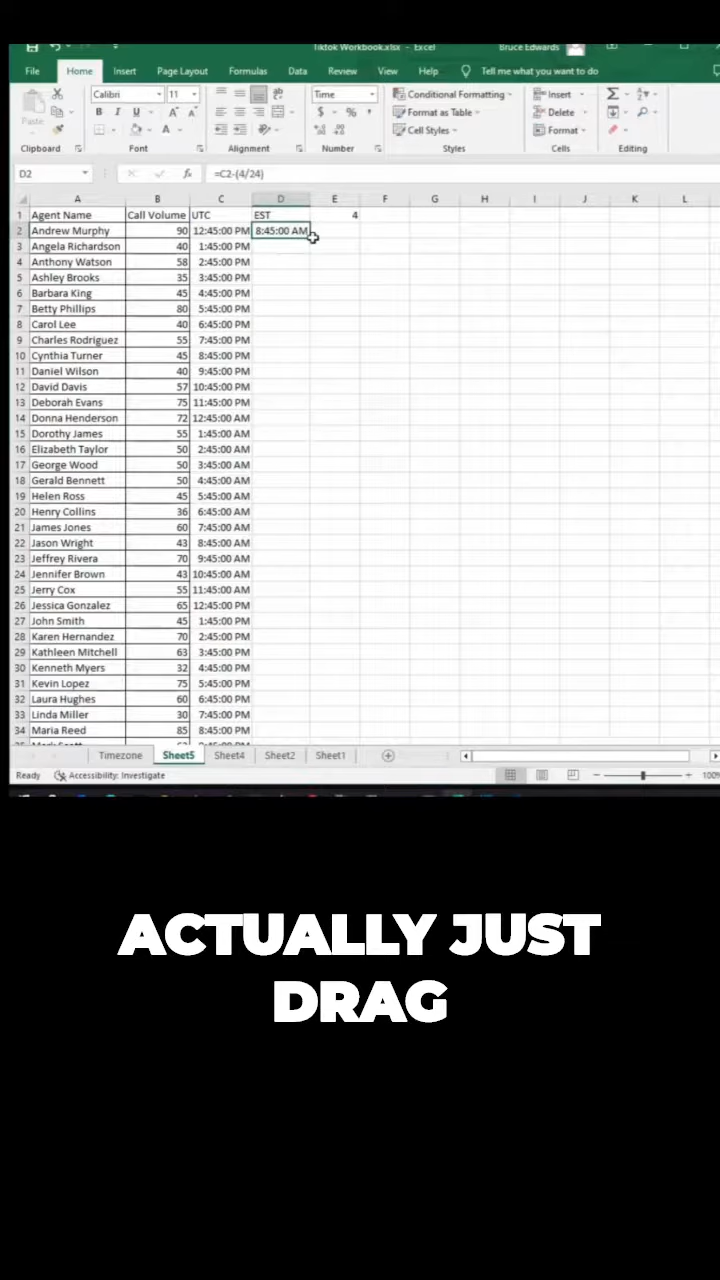 Tiktok Workbook.xlsx - Excel Bruce Edwards
File Home Insert Page Layout Formulas Data Review View Help Tell me what you want to do
Paste Calibri 11 Time Conditional Formatting Insert
B I U $ % , Format as Table Delete
A Cell Styles Format
Clipboard Font Alignment Number Styles Cells Editing
D2 fx =C2-(4/24)
A B C D E F G H I J K L
1 Agent Name Call Volume UTC EST 4
2 Andrew Murphy 90 12:45:00 PM 8:45:00 AM
3 Angela Richardson 40 1:45:00 PM
4 Anthony Watson 58 2:45:00 PM
5 Ashley Brooks 35 3:45:00 PM
6 Barbara King 45 4:45:00 PM
7 Betty Phillips 80 5:45:00 PM
8 Carol Lee 40 6:45:00 PM
9 Charles Rodriguez 55 7:45:00 PM
10 Cynthia Turner 45 8:45:00 PM
11 Daniel Wilson 40 9:45:00 PM
12 David Davis 57 10:45:00 PM
13 Deborah Evans 75 11:45:00 PM
14 Donna Henderson 72 12:45:00 AM
15 Dorothy James 55 1:45:00 AM
16 Elizabeth Taylor 50 2:45:00 AM
17 George Wood 50 3:45:00 AM
18 Gerald Bennett 50 4:45:00 AM
19 Helen Ross 45 5:45:00 AM
20 Henry Collins 36 6:45:00 AM
21 James Jones 60 7:45:00 AM
22 Jason Wright 43 8:45:00 AM
23 Jeffrey Rivera 70 9:45:00 AM
24 Jennifer Brown 43 10:45:00 AM
25 Jerry Cox 55 11:45:00 AM
26 Jessica Gonzalez 65 12:45:00 PM
27 John Smith 45 1:45:00 PM
28 Karen Hernandez 70 2:45:00 PM
29 Kathleen Mitchell 63 3:45:00 PM
30 Kenneth Myers 32 4:45:00 PM
31 Kevin Lopez 75 5:45:00 PM
32 Laura Hughes 60 6:45:00 PM
33 Linda Miller 30 7:45:00 PM
34 Maria Reed 85 8:45:00 PM
Timezone Sheet5 Sheet4 Sheet2 Sheet1
Ready Accessibility: Investigate 100%
ACTUALLY JUST
DRAG